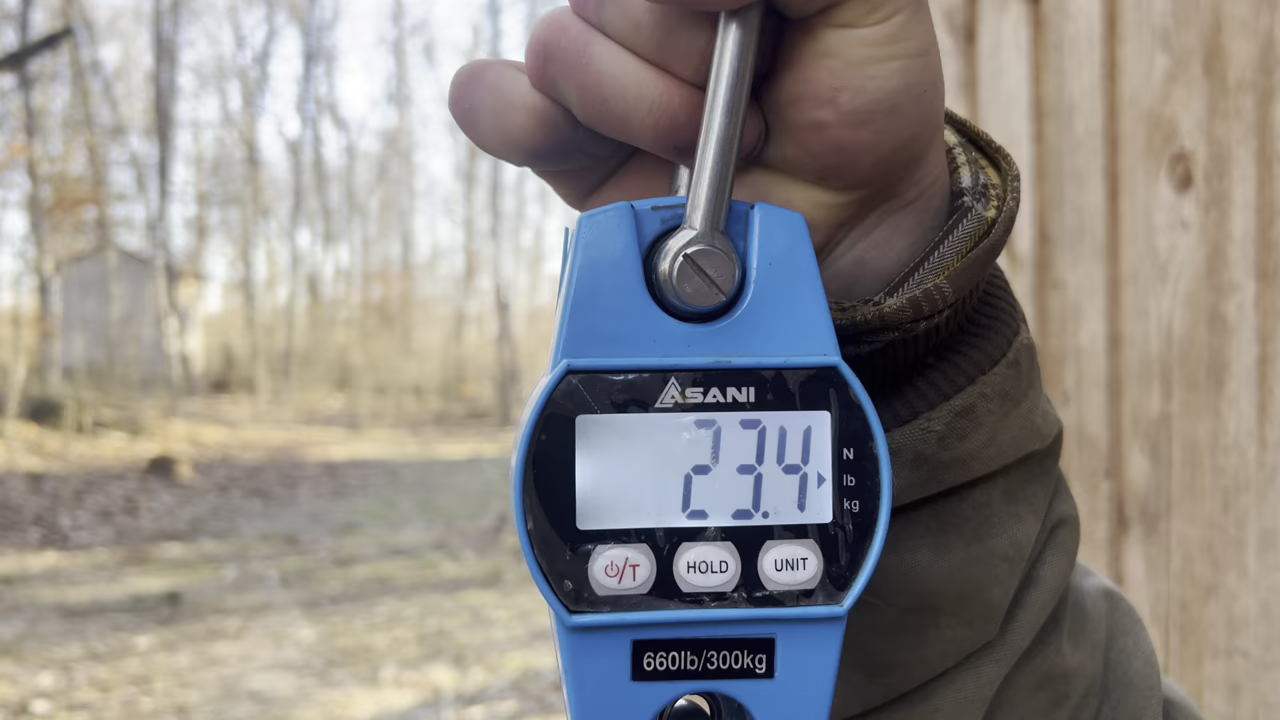 ASANI
23.4
N
lb
kg
⏻/T HOLD UNIT
660lb/300kg